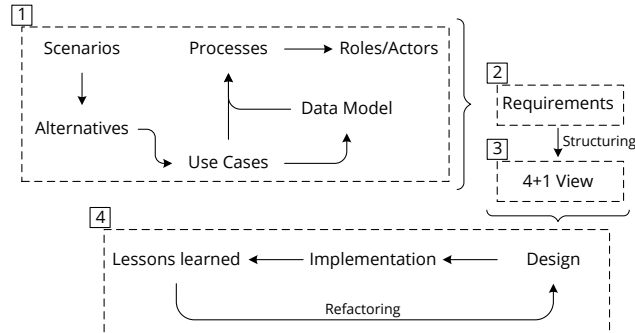 1
Scenarios
Processes
Roles/Actors
Alternatives
Data Model
Use Cases
2
Requirements
Structuring
3
4+1 View
4
Lessons learned
Implementation
Design
Refactoring